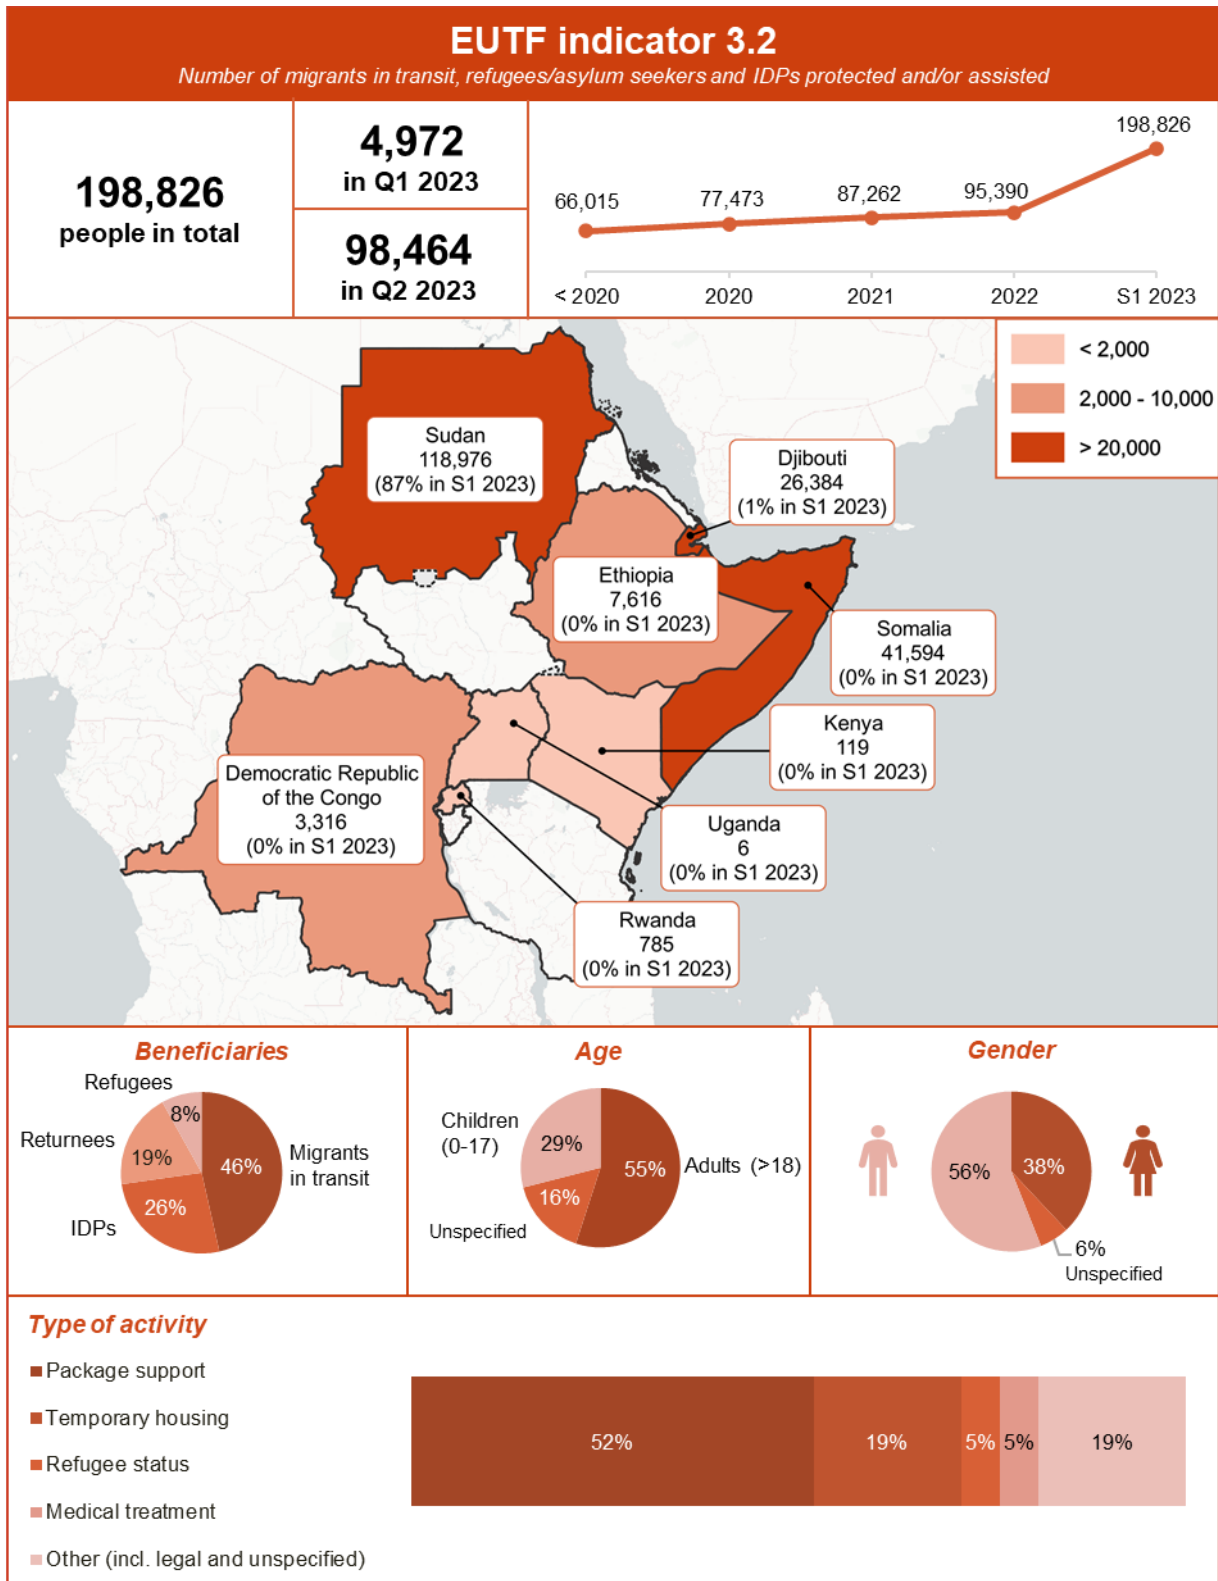 EUTF indicator 3.2
Number of migrants in transit, refugees/asylum seekers and IDPs protected and/or assisted
198,826
people in total
4,972
in Q1 2023
98,464
in Q2 2023
66,015
77,473
87,262
95,390
198,826
< 2020
2020
2021
2022
S1 2023
< 2,000
2,000 - 10,000
> 20,000
Sudan
118,976
(87% in S1 2023)
Djibouti
26,384
(1% in S1 2023)
Ethiopia
7,616
(0% in S1 2023)
Somalia
41,594
(0% in S1 2023)
Kenya
119
(0% in S1 2023)
Democratic Republic
of the Congo
3,316
(0% in S1 2023)
Uganda
6
(0% in S1 2023)
Rwanda
785
(0% in S1 2023)
Beneficiaries
Refugees
8%
Returnees
19%
46%
Migrants
in transit
26%
IDPs
Age
Children
(0-17)
29%
55%
Adults (>18)
16%
Unspecified
Gender
56%
38%
6%
Unspecified
Type of activity
Package support
Temporary housing
Refugee status
Medical treatment
Other (incl. legal and unspecified)
52%
19%
5%
5%
19%